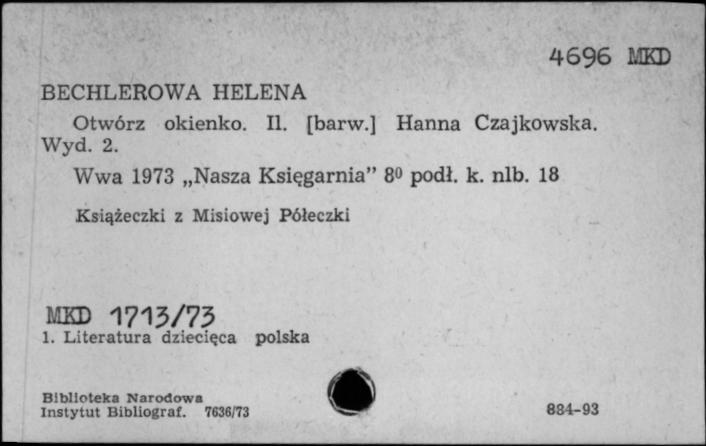 4696 MKD
BECHLEROWA HELENA
Otwórz okienko. Il. [barw.] Hanna Czajkowska.
Wyd. 2.
Wwa 1973 „Nasza Księgarnia” 8⁰ podł. k. nlb. 18
Książeczki z Misiowej Półeczki
MKD 1713/73
1. Literatura dziecięca polska
Biblioteka Narodowa
Instytut Bibliograf. 7636/73
884-93